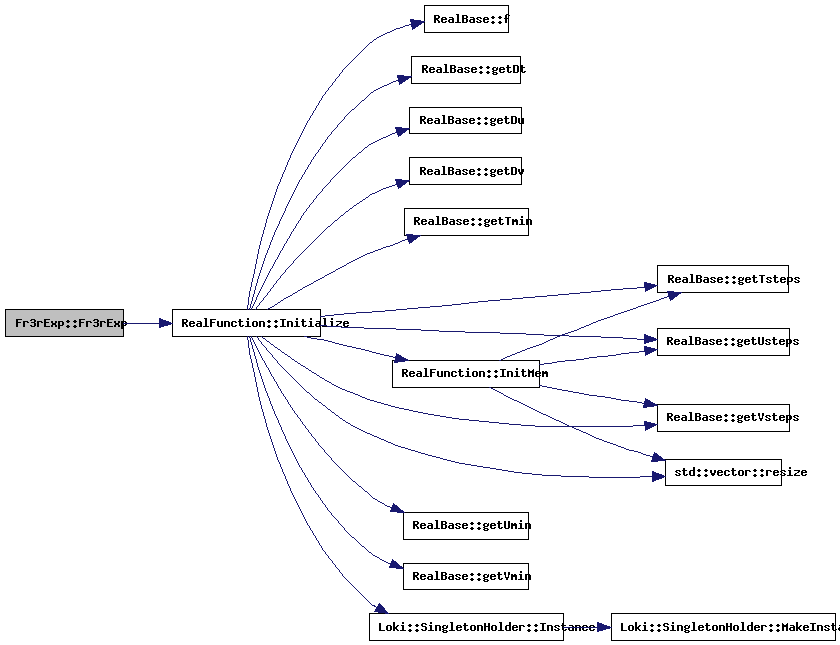 RealBase::f
RealBase::getDt
RealBase::getDu
RealBase::getDv
RealBase::getTmin
RealBase::getTsteps
Fr3rExp::Fr3rExp
RealFunction::Initialize
RealBase::getUsteps
RealFunction::InitMem
RealBase::getVsteps
std::vector::resize
RealBase::getUmin
RealBase::getVmin
Loki::SingletonHolder::Instance
Loki::SingletonHolder::MakeInsta